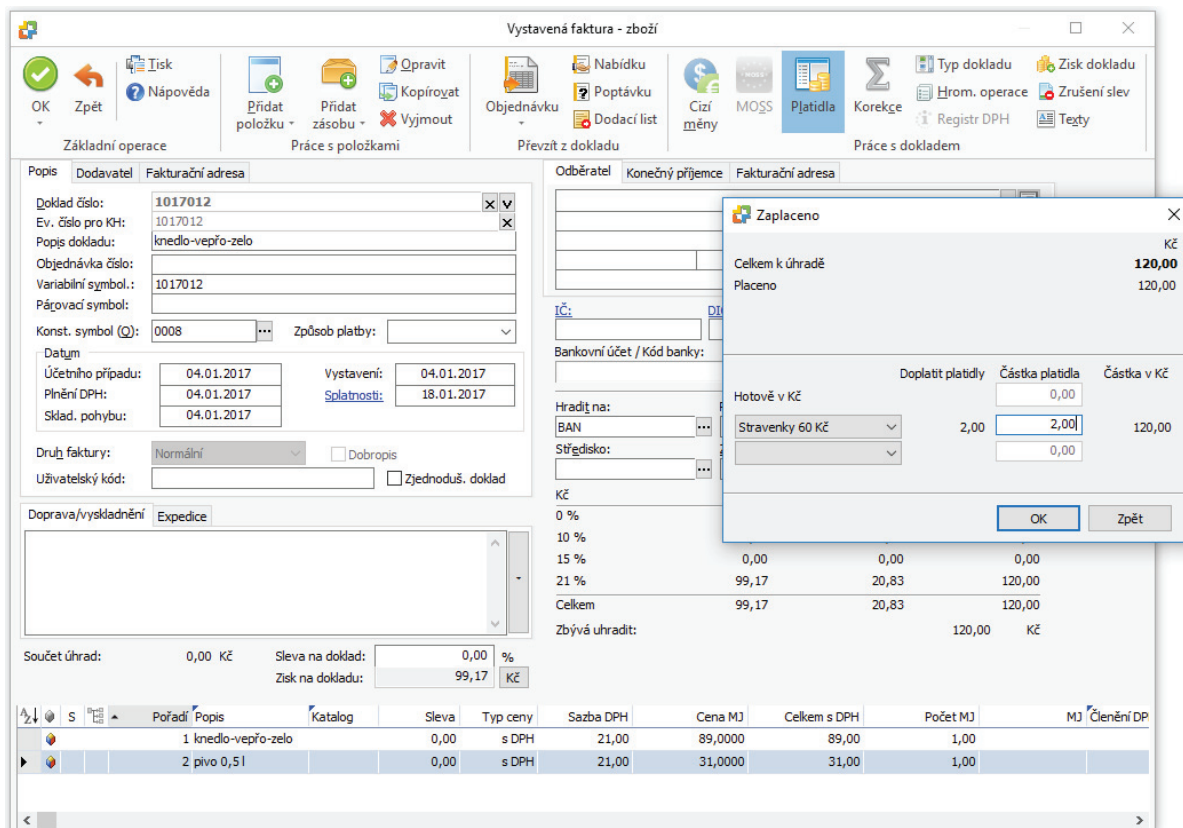 Vystavená faktura - zboží
OK
Zpět
Tisk
Nápověda
Základní operace
Přidat položku
Přidat zásobu
Opravit
Kopírovat
Vyjmout
Práce s položkami
Objednávku
Nabídku
Poptávku
Dodací list
Převzít z dokladu
Cizí měny
MOSS
Platidla
Korekce
Typ dokladu
Hrom. operace
Registr DPH
Zisk dokladu
Zrušení slev
Texty
Práce s dokladem
Popis Dodavatel Fakturační adresa
Doklad číslo: 1017012
Ev. číslo pro KH: 1017012
Popis dokladu: knedlo-vepřo-zelo
Objednávka číslo:
Variabilní symbol.: 1017012
Párovací symbol:
Konst. symbol (Q): 0008 ... Způsob platby:
Datum
Účetního případu: 04.01.2017 Vystavení: 04.01.2017
Plnění DPH: 04.01.2017 Splatnosti: 18.01.2017
Sklad. pohybu: 04.01.2017
Druh faktury: Normální Dobropis
Uživatelský kód: Zjednoduš. doklad
Doprava/vyskladnění Expedice
Součet úhrad: 0,00 Kč Sleva na doklad: 0,00 %
Zisk na dokladu: 99,17 Kč
Odběratel Konečný příjemce Fakturační adresa
IČ:
Bankovní účet / Kód banky:
Hradit na:
BAN ...
Středisko:
...
Kč
0 %
10 %
15 % 0,00 0,00 0,00
21 % 99,17 20,83 120,00
Celkem 99,17 20,83 120,00
Zbývá uhradit: 120,00 Kč
Zaplaceno
Kč
Celkem k úhradě 120,00
Placeno 120,00
Doplatit platidly Částka platidla Částka v Kč
Hotově v Kč 0,00
Stravenky 60 Kč 2,00 2,00 120,00
0,00
OK Zpět
S Pořadí Popis Katalog Sleva Typ ceny Sazba DPH Cena MJ Celkem s DPH Počet MJ MJ Členění DP
1 knedlo-vepřo-zelo 0,00 s DPH 21,00 89,0000 89,00 1,00
2 pivo 0,5 l 0,00 s DPH 21,00 31,0000 31,00 1,00